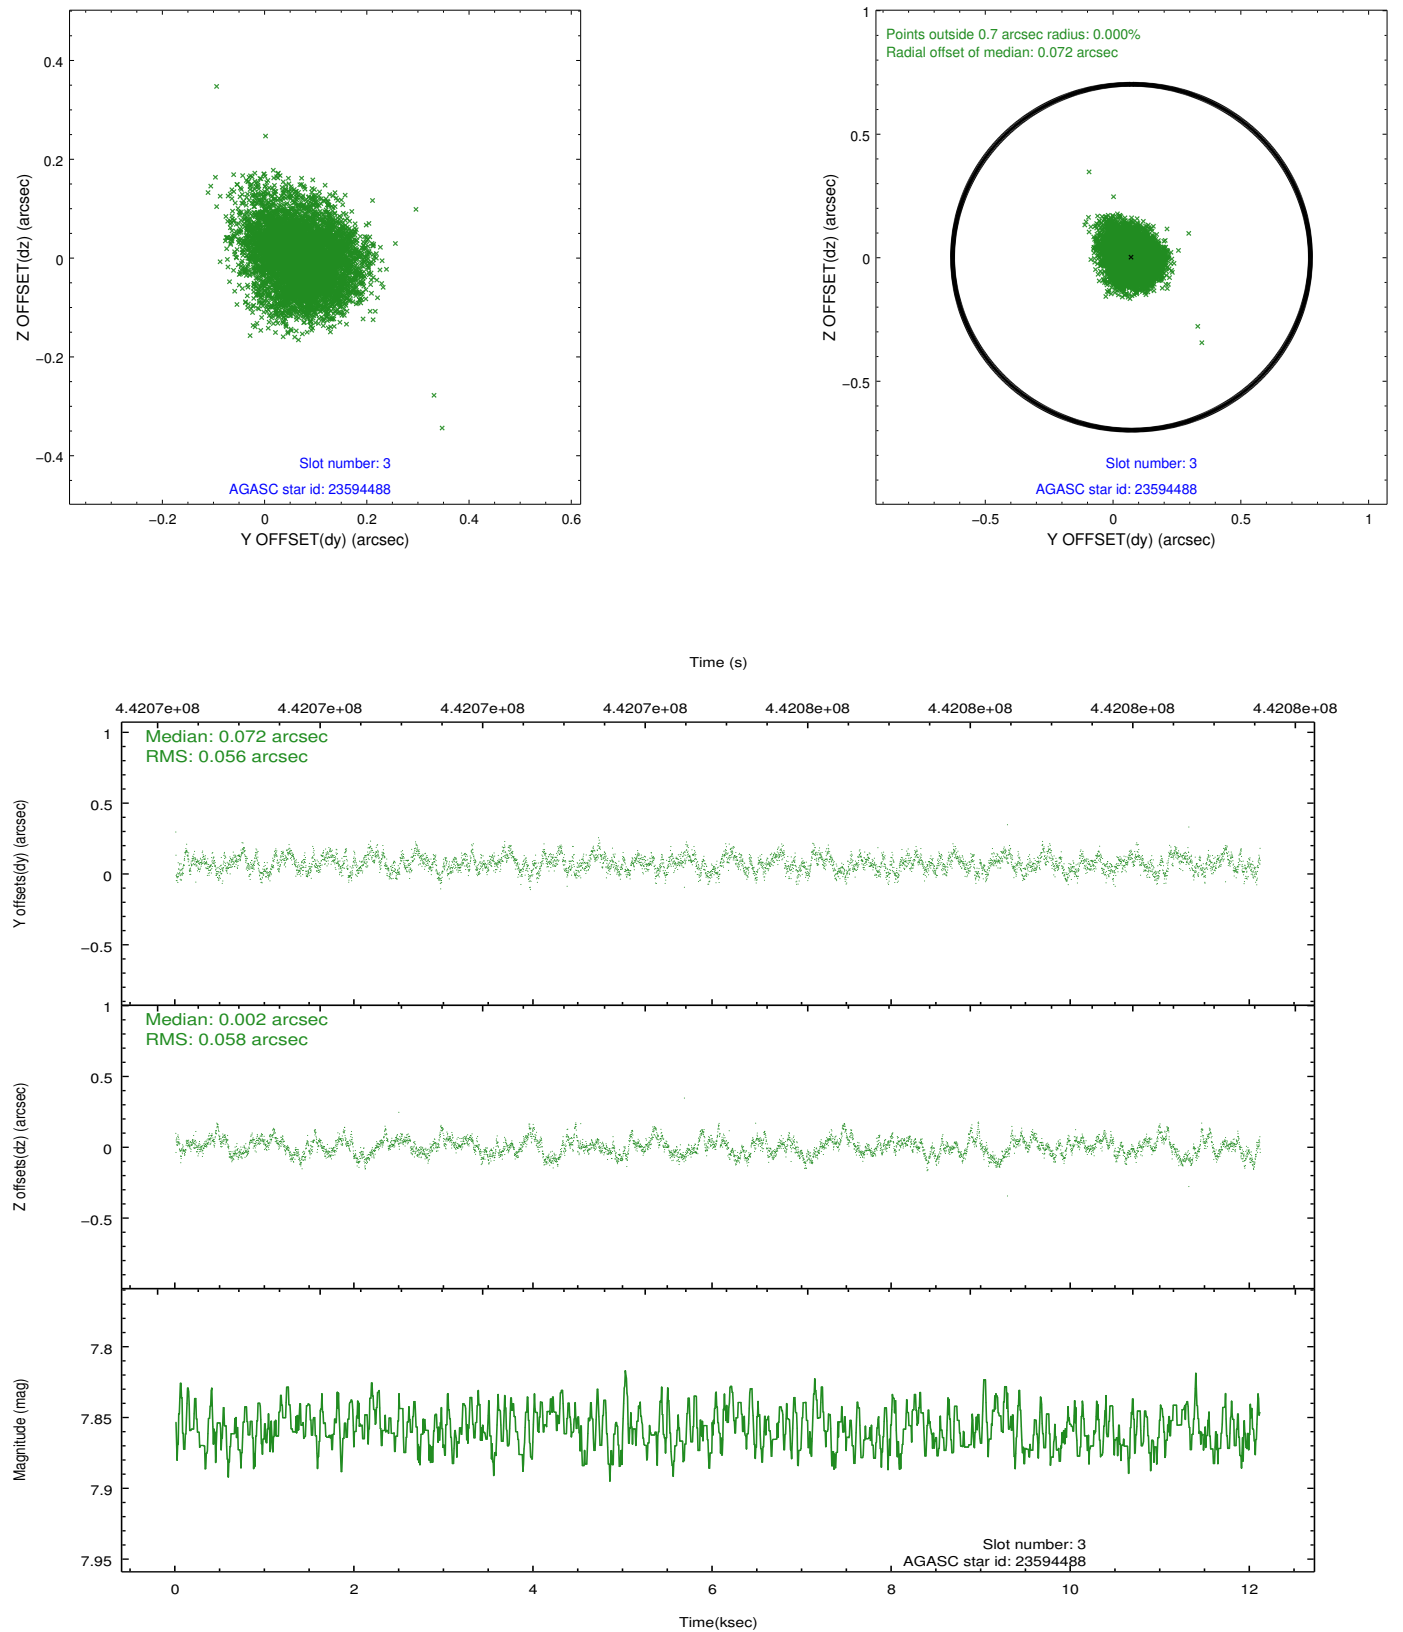 0.4
0.2
0
−0.2
−0.4
Z OFFSET(dz) (arcsec)
Slot number: 3
AGASC star id: 23594488
−0.2 0 0.2 0.4 0.6
Y OFFSET(dy) (arcsec)
1
0.5
0
−0.5
Z OFFSET(dz) (arcsec)
Points outside 0.7 arcsec radius: 0.000%
Radial offset of median: 0.072 arcsec
Slot number: 3
AGASC star id: 23594488
−0.5 0 0.5 1
Y OFFSET(dy) (arcsec)
Time (s)
4.4207e+08 4.4207e+08 4.4207e+08 4.4207e+08 4.4208e+08 4.4208e+08 4.4208e+08 4.4208e+08
Median: 0.072 arcsec
RMS: 0.056 arcsec
1
0.5
0
−0.5
Y offsets(dy) (arcsec)
Median: 0.002 arcsec
RMS: 0.058 arcsec
1
0.5
0
−0.5
Z offsets(dz) (arcsec)
7.8
7.85
7.9
7.95
Magnitude (mag)
Slot number: 3
AGASC star id: 23594488
0 2 4 6 8 10 12
Time(ksec)